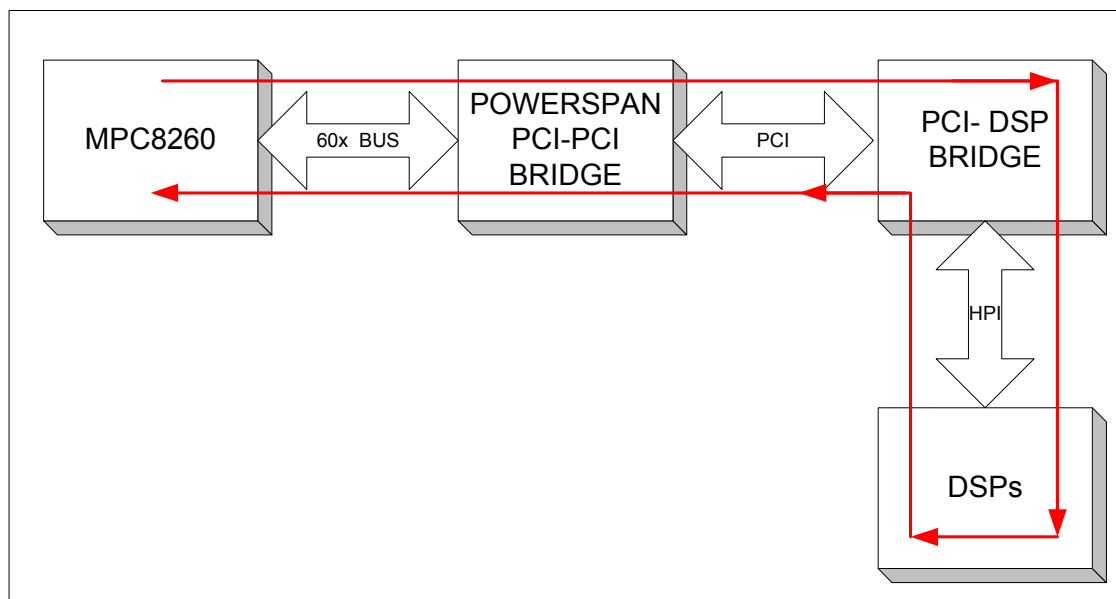 MPC8260
60x BUS
POWERSPAN
PCI-PCI
BRIDGE
PCI
PCI- DSP
BRIDGE
HPI
DSPs